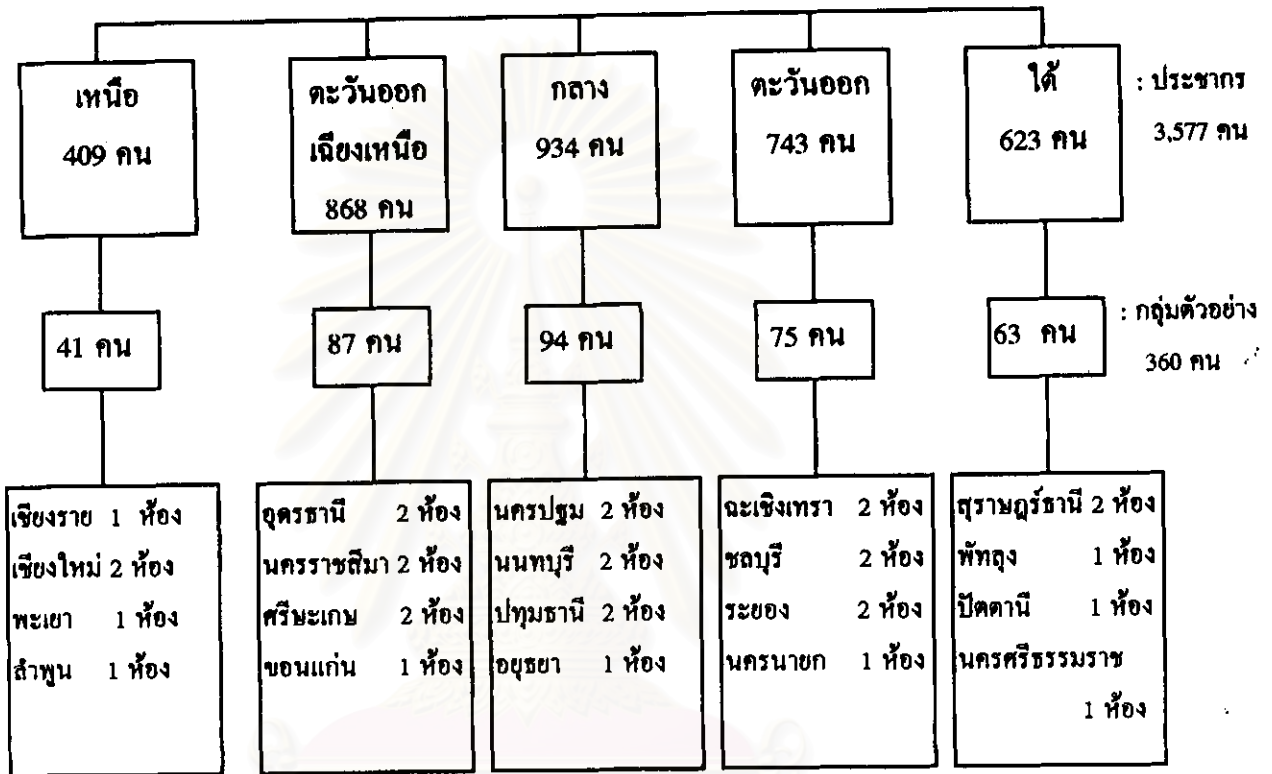 เหนือ
409 คน
ตะวันออก
เฉียงเหนือ
868 คน
กลาง
934 คน
ตะวันออก
743 คน
ใต้
623 คน
: ประชากร
3,577 คน
41 คน
87 คน
94 คน
75 คน
63 คน
: กลุ่มตัวอย่าง
360 คน
เชียงราย 1 ห้อง
เชียงใหม่ 2 ห้อง
พะเยา 1 ห้อง
ลำพูน 1 ห้อง
อุดรธานี 2 ห้อง
นครราชสีมา 2 ห้อง
ศรีษะเกษ 2 ห้อง
ขอนแก่น 1 ห้อง
นครปฐม 2 ห้อง
นนทบุรี 2 ห้อง
ปทุมธานี 2 ห้อง
อยุธยา 1 ห้อง
ฉะเชิงเทรา 2 ห้อง
ชลบุรี 2 ห้อง
ระยอง 2 ห้อง
นครนายก 1 ห้อง
สุราษฎร์ธานี 2 ห้อง
พัทลุง 1 ห้อง
ปัตตานี 1 ห้อง
นครศรีธรรมราช
1 ห้อง